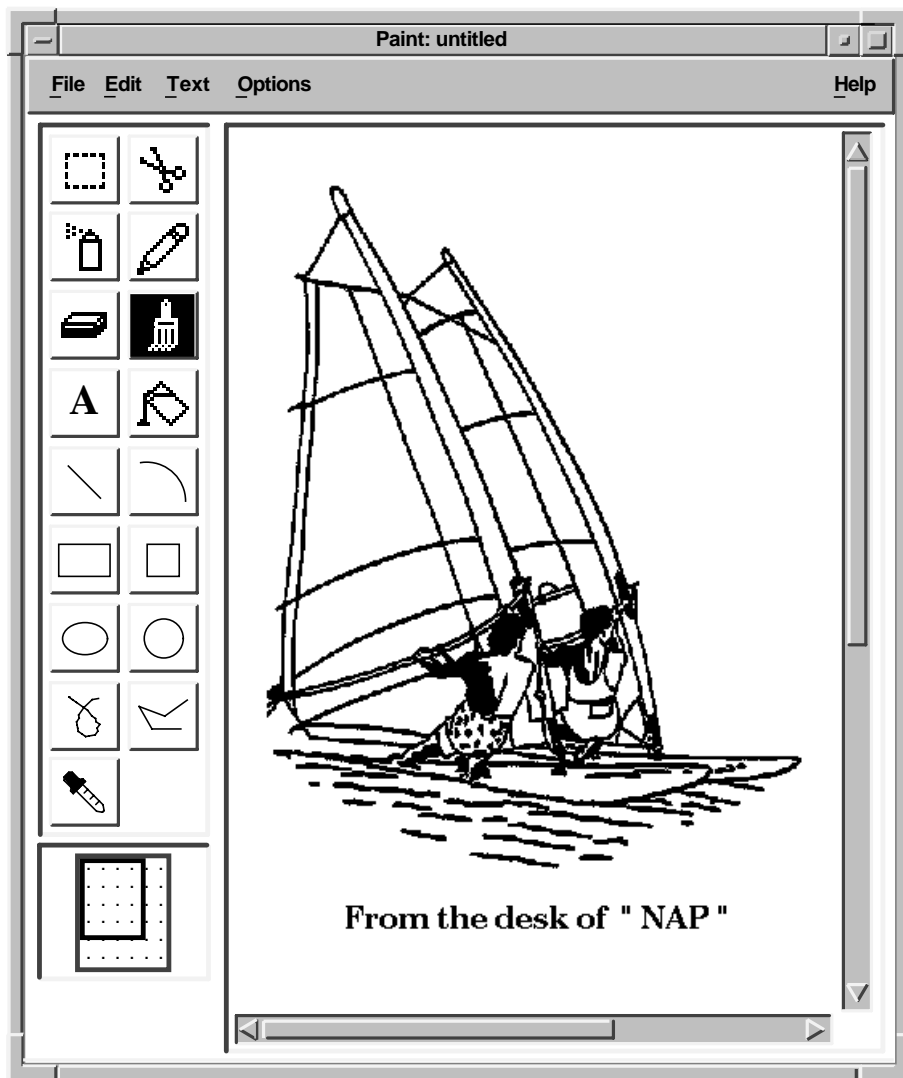 Paint: untitled
File Edit Text Options Help
A
From the desk of " NAP "